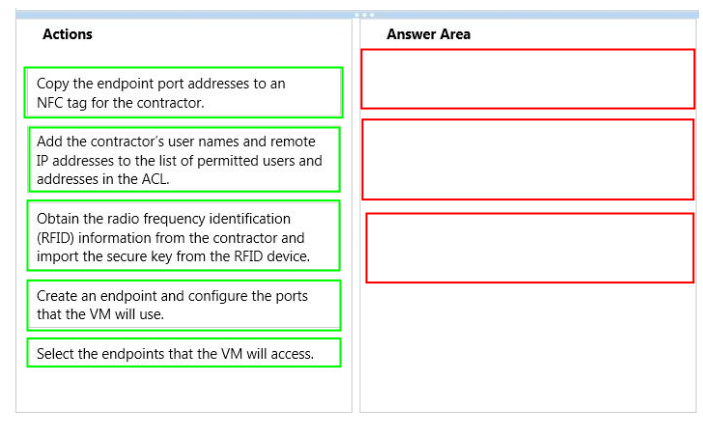 Actions
Answer Area
Copy the endpoint port addresses to an
NFC tag for the contractor.
Add the contractor's user names and remote
IP addresses to the list of permitted users and
addresses in the ACL.
Obtain the radio frequency identification
(RFID) information from the contractor and
import the secure key from the RFID device.
Create an endpoint and configure the ports
that the VM will use.
Select the endpoints that the VM will access.